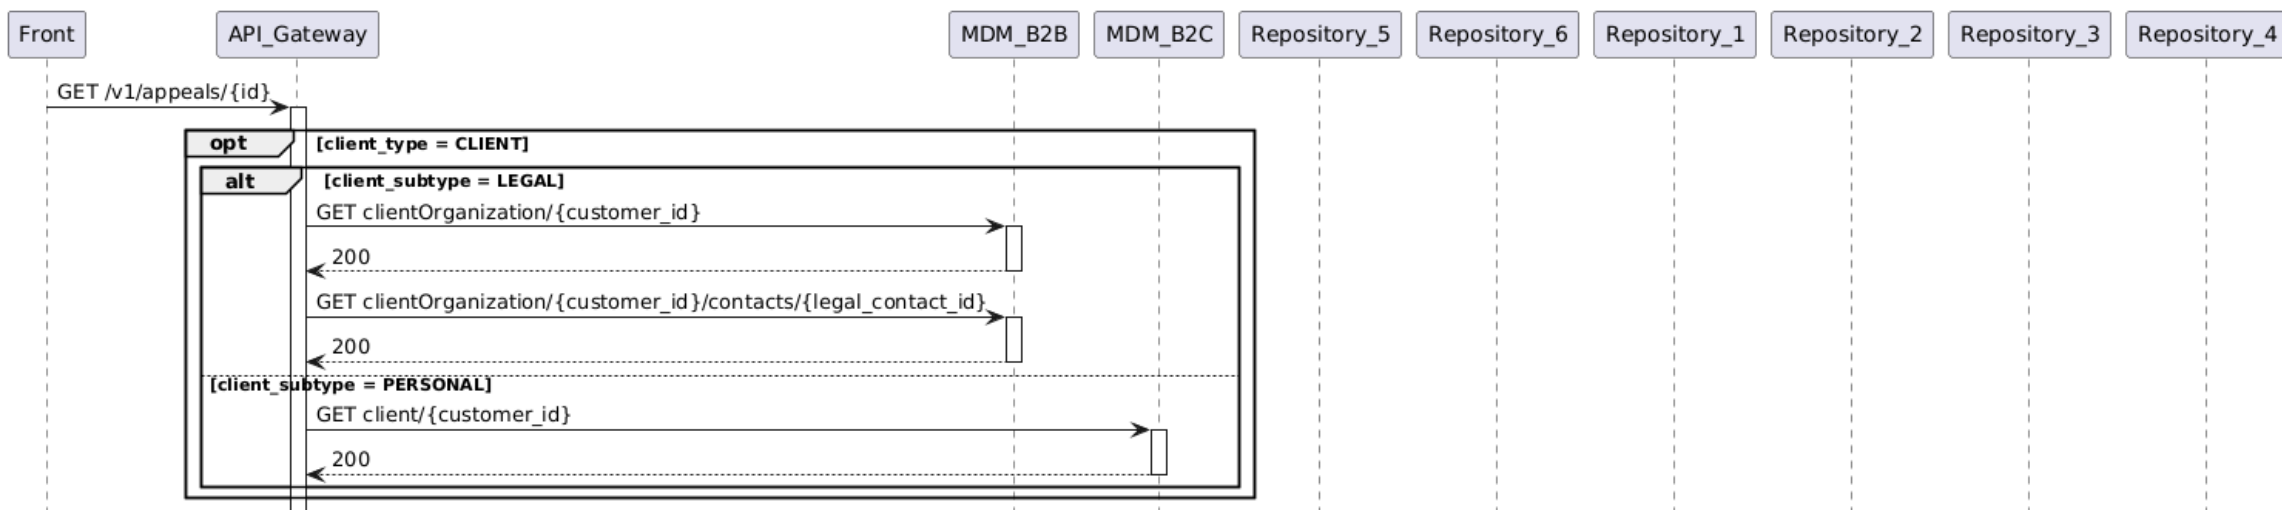 Front
API_Gateway
MDM_B2B
MDM_B2C
Repository_5
Repository_6
Repository_1
Repository_2
Repository_3
Repository_4
GET /v1/appeals/{id}
opt
[client_type = CLIENT]
alt
[client_subtype = LEGAL]
GET clientOrganization/{customer_id}
200
GET clientOrganization/{customer_id}/contacts/{legal_contact_id}
200
[client_subtype = PERSONAL]
GET client/{customer_id}
200